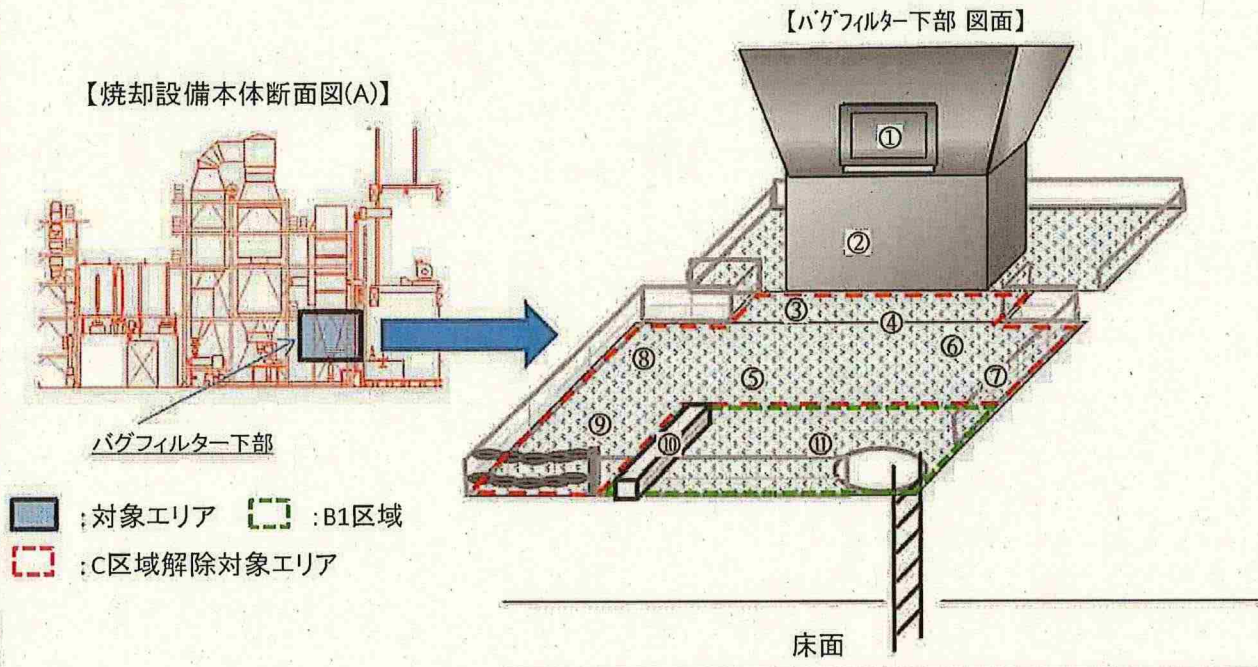 【バグフィルター下部 図面】
【焼却設備本体断面図(A)】
①
②
③
④
⑥
⑧
⑤
⑦
⑨
⑩
⑪
バグフィルター下部
:対象エリア
:B1区域
:C区域解除対象エリア
床面